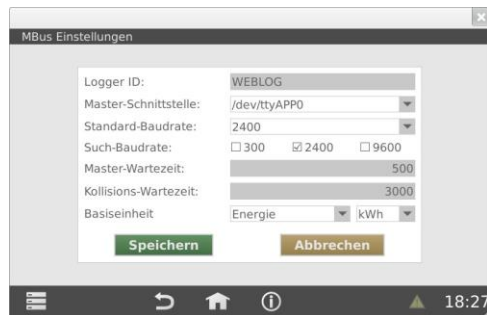 MBus Einstellungen
Logger ID: WEBLOG
Master-Schnittstelle: /dev/ttyAPP0
Standard-Baudrate: 2400
Such-Baudrate: 300 2400 9600
Master-Wartezeit: 500
Kollisions-Wartezeit: 3000
Basiseinheit Energie kWh
Speichern Abbrechen
18:27